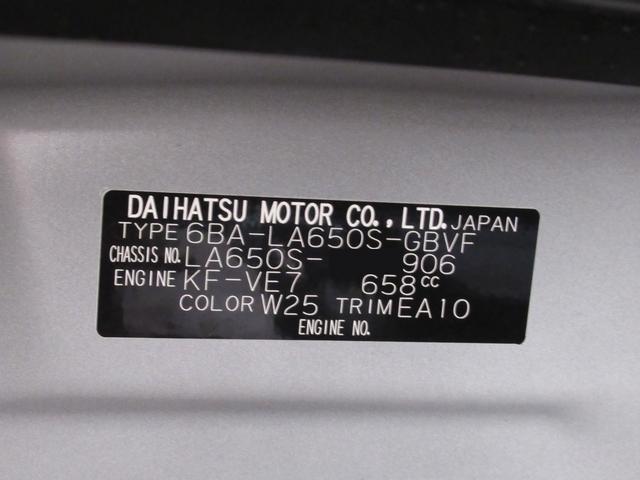 DAIHATSU MOTOR CO., LTD. JAPAN
TYPE 6BA-LA650S-GBVF
CHASSIS NO. LA650S- 906
ENGINE KF-VE7 658cc
COLOR W25 TRIM EA10
ENGINE NO.